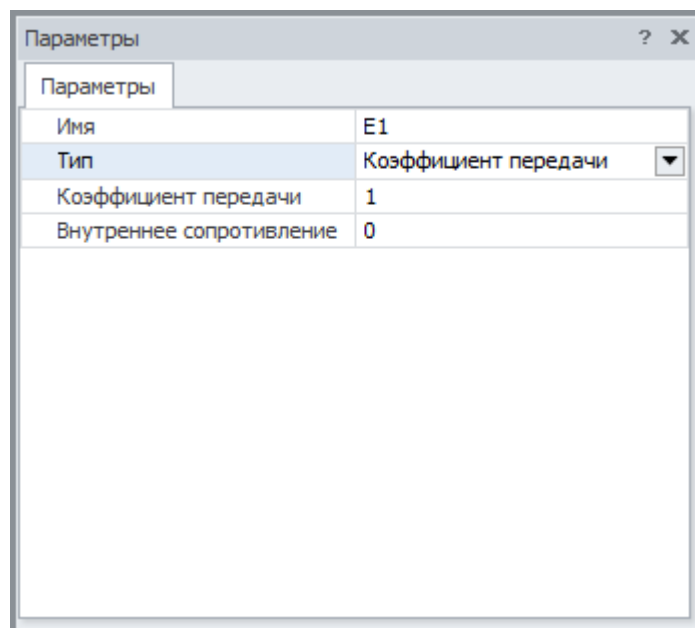 Параметры ? X
Параметры
Имя E1
Тип Коэффициент передачи
Коэффициент передачи 1
Внутреннее сопротивление 0